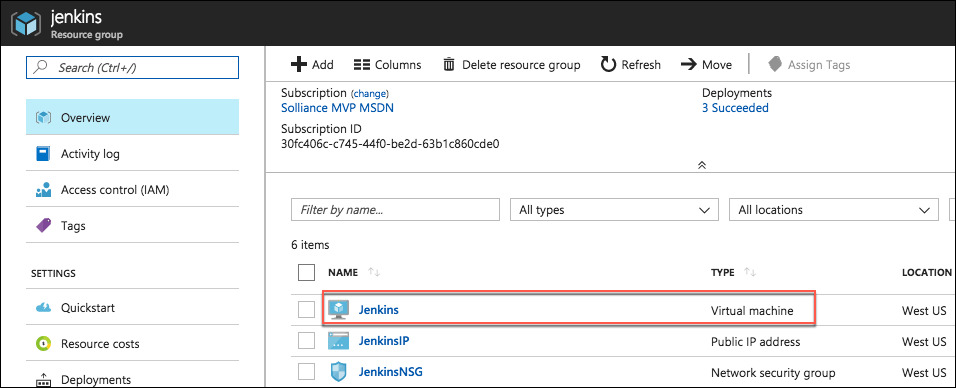 jenkins
Resource group
Search (Ctrl+/)
Overview
Activity log
Access control (IAM)
Tags
SETTINGS
Quickstart
Resource costs
Deployments
Add Columns Delete resource group Refresh Move Assign Tags
Subscription (change) Deployments
Solliance MVP MSDN 3 Succeeded
Subscription ID
30fc406c-c745-44f0-be2d-63b1c860cde0
Filter by name... All types All locations
6 items
NAME TYPE LOCATION
Jenkins Virtual machine West US
JenkinsIP Public IP address West US
JenkinsNSG Network security group West US